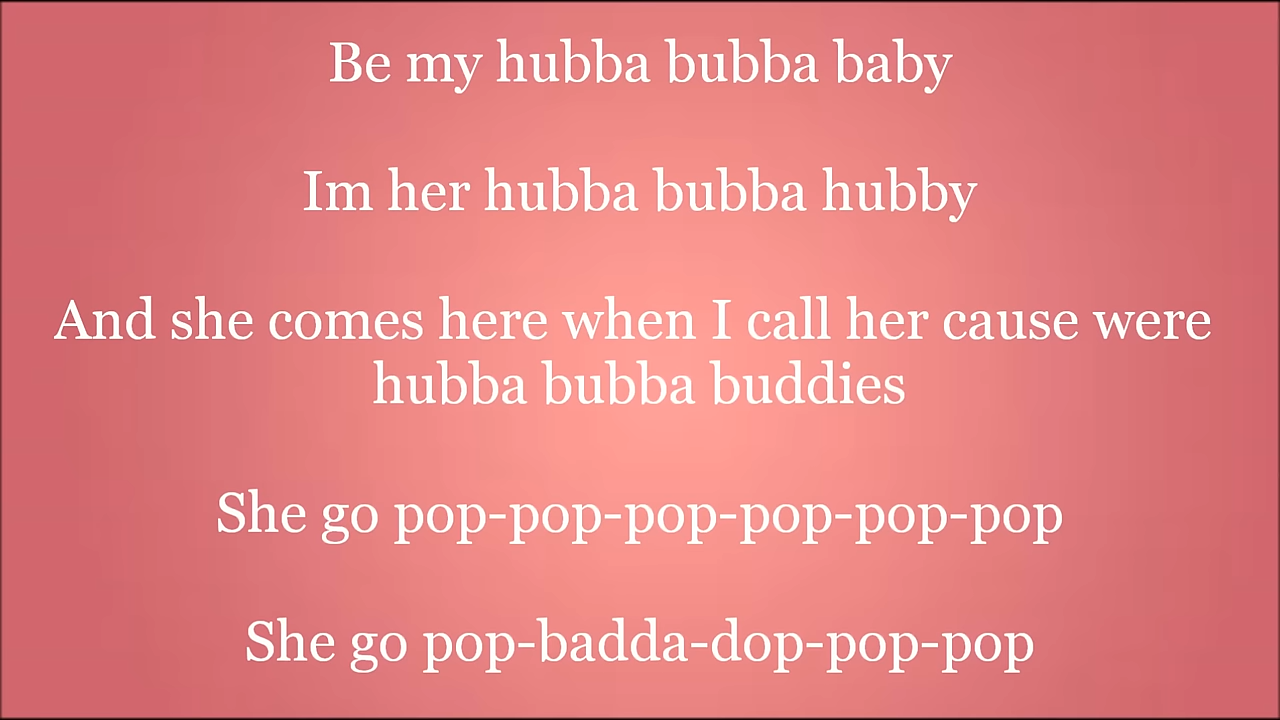 Be my hubba bubba baby
Im her hubba bubba hubby
And she comes here when I call her cause were
hubba bubba buddies
She go pop-pop-pop-pop-pop-pop
She go pop-badda-dop-pop-pop